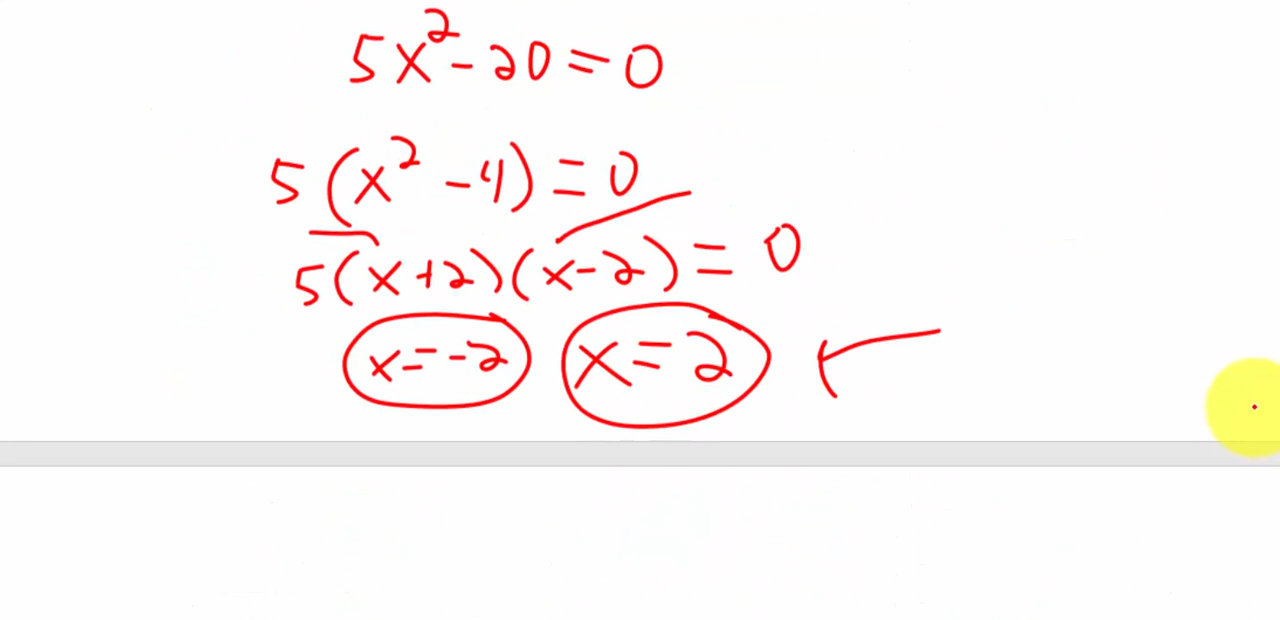 5x²-20=0
5(x²-4)=0
5(x+2)(x-2)=0
x=-2 x=2